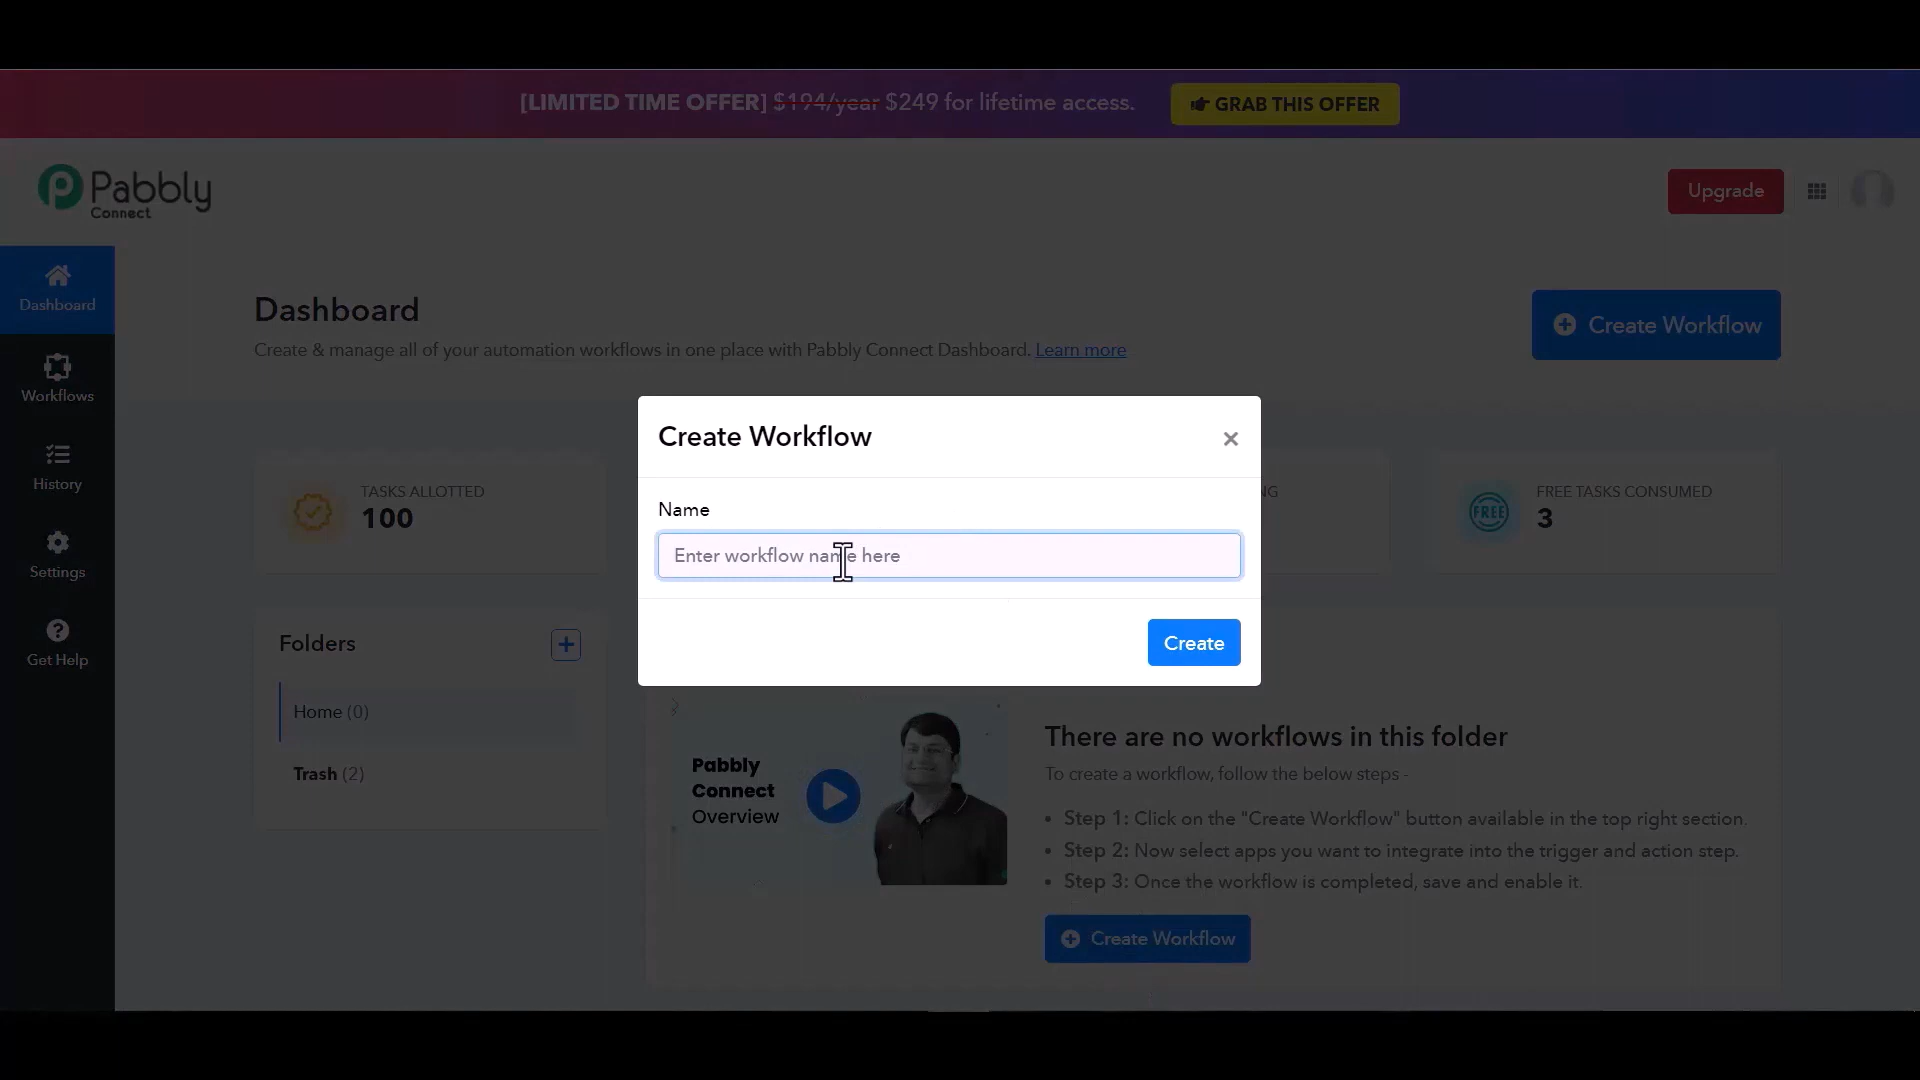 [LIMITED TIME OFFER] $194/year $249 for lifetime access.
GRAB THIS OFFER
Pabbly
Connect
Upgrade
Dashboard
Workflows
History
Settings
Get Help
Dashboard
Create & manage all of your automation workflows in one place with Pabbly Connect Dashboard. Learn more
Create Workflow
TASKS ALLOTTED
100
NG
FREE TASKS CONSUMED
FREE
3
Create Workflow
×
Name
Enter workflow name here
Create
Folders
Home (0)
Trash (2)
Pabbly
Connect
Overview
There are no workflows in this folder
To create a workflow, follow the below steps -
• Step 1: Click on the "Create Workflow" button available in the top right section.
• Step 2: Now select apps you want to integrate into the trigger and action step.
• Step 3: Once the workflow is completed, save and enable it.
Create Workflow